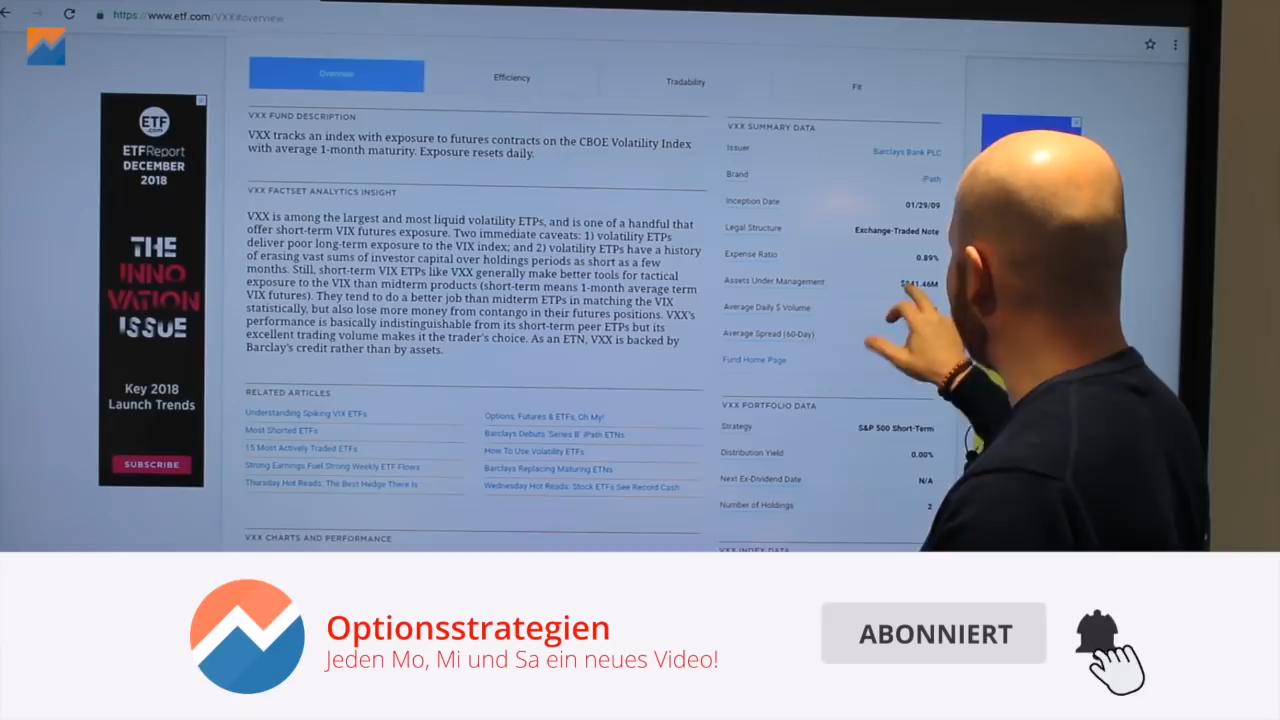 https://www.etf.com/VXX#overview
Overview
Efficiency
Tradability
Fit
ETF
.com
ETFReport
DECEMBER
2018
THE
INNO
VATION
ISSUE
Key 2018
Launch Trends
SUBSCRIBE
VXX FUND DESCRIPTION
VXX tracks an index with exposure to futures contracts on the CBOE Volatility Index
with average 1-month maturity. Exposure resets daily.
VXX FACTSET ANALYTICS INSIGHT
VXX is among the largest and most liquid volatility ETPs, and is one of a handful that
offer short-term VIX futures exposure. Two immediate caveats: 1) volatility ETPs
deliver poor long-term exposure to the VIX index; and 2) volatility ETPs have a history
of erasing vast sums of investor capital over holdings periods as short as a few
months. Still, short-term VIX ETPs like VXX generally make better tools for tactical
exposure to the VIX than midterm products (short-term means 1-month average term
VIX futures). They tend to do a better job than midterm ETPs in matching the VIX
statistically, but also lose more money from contango in their futures positions. VXX's
performance is basically indistinguishable from its short-term peer ETPs but its
excellent trading volume makes it the trader's choice. As an ETN, VXX is backed by
Barclay's credit rather than by assets.
RELATED ARTICLES
Understanding Spiking VIX ETFs
Most Shorted ETFs
15 Most Actively Traded ETFs
Strong Earnings Fuel Strong Weekly ETF Flows
Thursday Hot Reads: The Best Hedge There Is
Options, Futures & ETFs, Oh My!
Barclays Debuts 'Series B' iPath ETNs
How To Use Volatility ETFs
Barclays Replacing Maturing ETNs
Wednesday Hot Reads: Stock ETFs See Record Cash
VXX CHARTS AND PERFORMANCE
VXX SUMMARY DATA
Issuer Barclays Bank PLC
Brand iPath
Inception Date 01/29/09
Legal Structure Exchange-Traded Note
Expense Ratio 0.89%
Assets Under Management
Average Daily $ Volume
Average Spread (60-Day)
Fund Home Page
VXX PORTFOLIO DATA
Strategy S&P 500 Short-Term
Distribution Yield 0.00%
Next Ex-Dividend Date N/A
Number of Holdings 2
VXX INDEX DATA
Optionsstrategien
Jeden Mo, Mi und Sa ein neues Video!
ABONNIERT